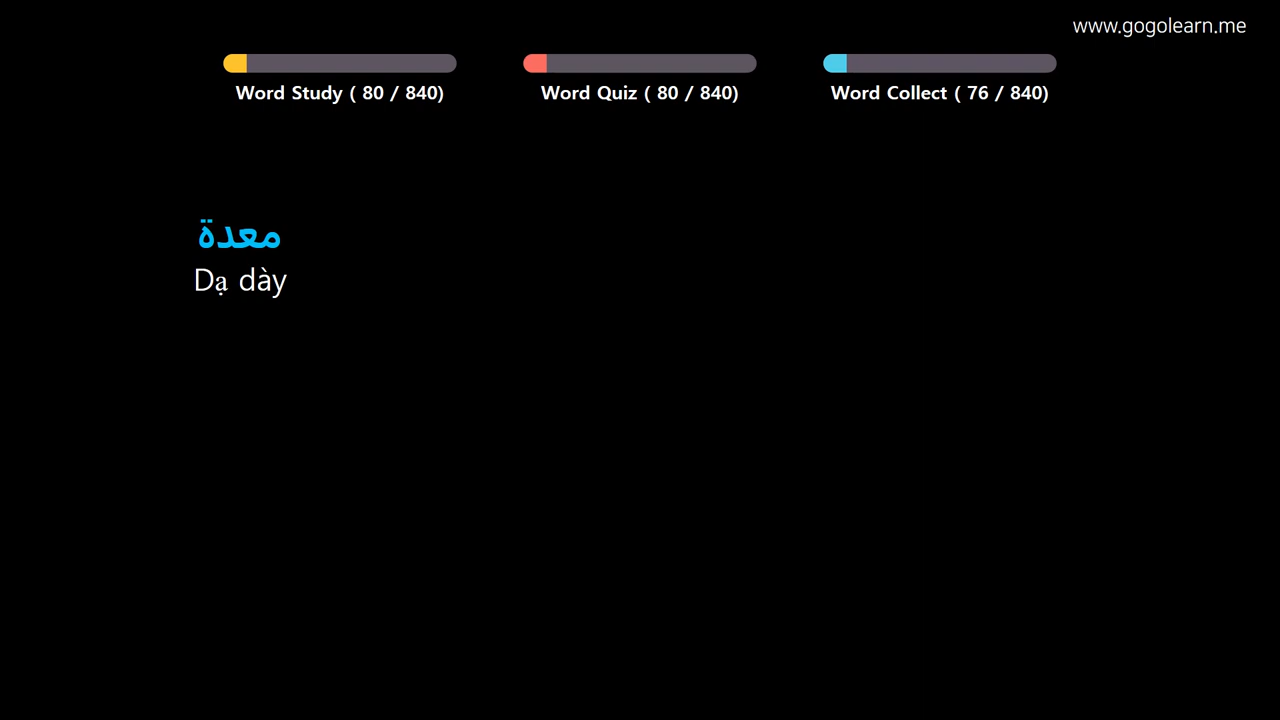 www.gogolearn.me
Word Study ( 80 / 840)
Word Quiz ( 80 / 840)
Word Collect ( 76 / 840)
معدة
Dạ dày